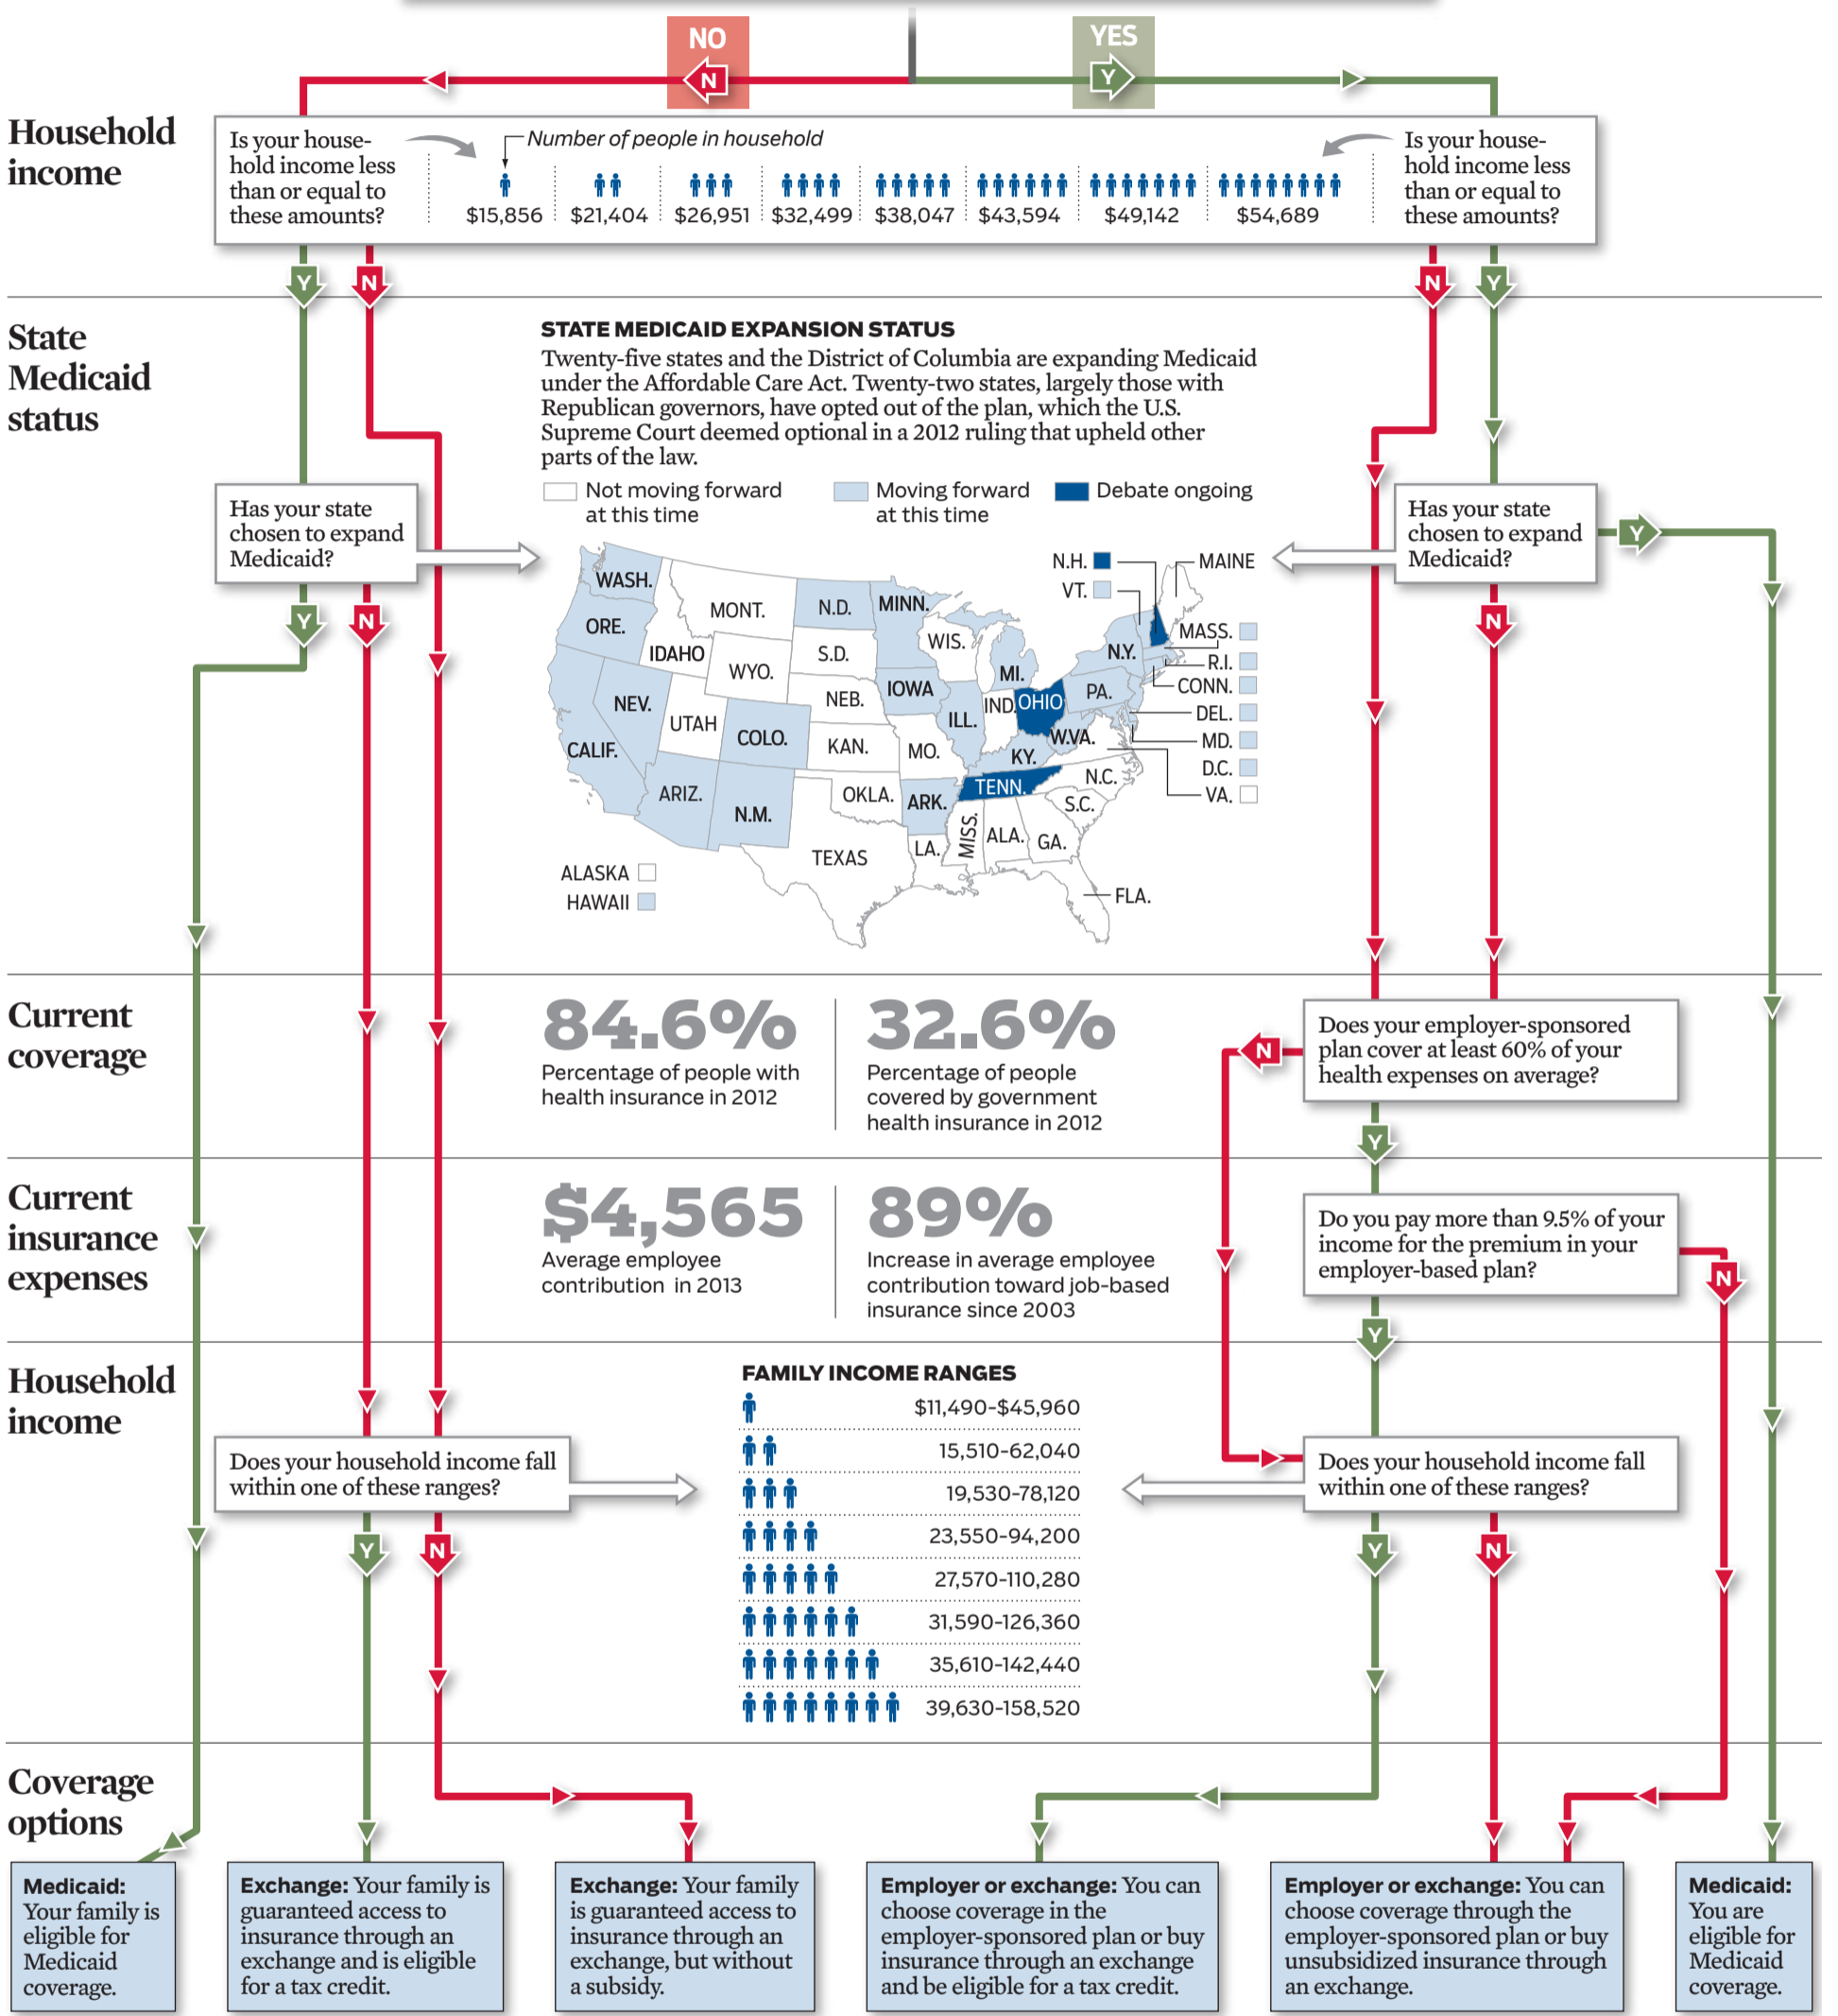 NO
YES
N
Y
Household
income
Is your house-
hold income less
than or equal to
these amounts?
Number of people in household
$15,856
$21,404
$26,951
$32,499
$38,047
$43,594
$49,142
$54,689
Is your house-
hold income less
than or equal to
these amounts?
Y
N
N
Y
State
Medicaid
status
STATE MEDICAID EXPANSION STATUS
Twenty-five states and the District of Columbia are expanding Medicaid
under the Affordable Care Act. Twenty-two states, largely those with
Republican governors, have opted out of the plan, which the U.S.
Supreme Court deemed optional in a 2012 ruling that upheld other
parts of the law.
Not moving forward
at this time
Moving forward
at this time
Debate ongoing
Has your state
chosen to expand
Medicaid?
Y
N
Has your state
chosen to expand
Medicaid?
Y
N
WASH.
ORE.
CALIF.
NEV.
IDAHO
MONT.
WYO.
UTAH
ARIZ.
COLO.
N.M.
N.D.
S.D.
NEB.
KAN.
OKLA.
TEXAS
MINN.
IOWA
MO.
ARK.
LA.
WIS.
ILL.
MI.
IND.
OHIO
KY.
TENN.
MISS.
ALA.
GA.
FLA.
S.C.
N.C.
W.VA.
PA.
N.Y.
N.H.
VT.
MAINE
MASS.
R.I.
CONN.
DEL.
MD.
D.C.
VA.
ALASKA
HAWAII
Current
coverage
84.6%
Percentage of people with
health insurance in 2012
32.6%
Percentage of people
covered by government
health insurance in 2012
N
Does your employer-sponsored
plan cover at least 60% of your
health expenses on average?
Y
Current
insurance
expenses
$4,565
Average employee
contribution in 2013
89%
Increase in average employee
contribution toward job-based
insurance since 2003
Do you pay more than 9.5% of your
income for the premium in your
employer-based plan?
N
Y
Household
income
Does your household income fall
within one of these ranges?
Y
N
FAMILY INCOME RANGES
$11,490-$45,960
15,510-62,040
19,530-78,120
23,550-94,200
27,570-110,280
31,590-126,360
35,610-142,440
39,630-158,520
Does your household income fall
within one of these ranges?
Y
N
Coverage
options
Medicaid:
Your family is
eligible for
Medicaid
coverage.
Exchange: Your family is
guaranteed access to
insurance through an
exchange and is eligible
for a tax credit.
Exchange: Your family
is guaranteed access to
insurance through an
exchange, but without
a subsidy.
Employer or exchange: You can
choose coverage in the
employer-sponsored plan or buy
insurance through an exchange
and be eligible for a tax credit.
Employer or exchange: You can
choose coverage through the
employer-sponsored plan or buy
unsubsidized insurance through
an exchange.
Medicaid:
You are
eligible for
Medicaid
coverage.